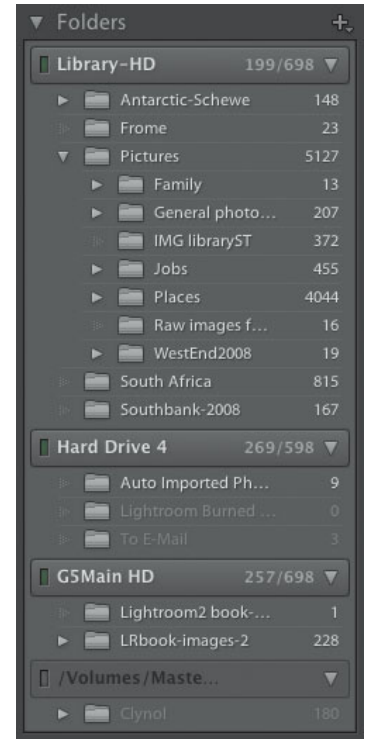 Folders
Library-HD 199/698
Antarctic-Schewe 148
Frome 23
Pictures 5127
Family 13
General photo... 207
IMG libraryST 372
Jobs 455
Places 4044
Raw images f... 16
WestEnd2008 19
South Africa 815
Southbank-2008 167
Hard Drive 4 269/598
Auto Imported Ph... 9
Lightroom Burned ... 0
To E-Mail 3
G5Main HD 257/698
Lightroom2 book-... 1
LRbook-images-2 228
/Volumes/Maste...
Clynol 180